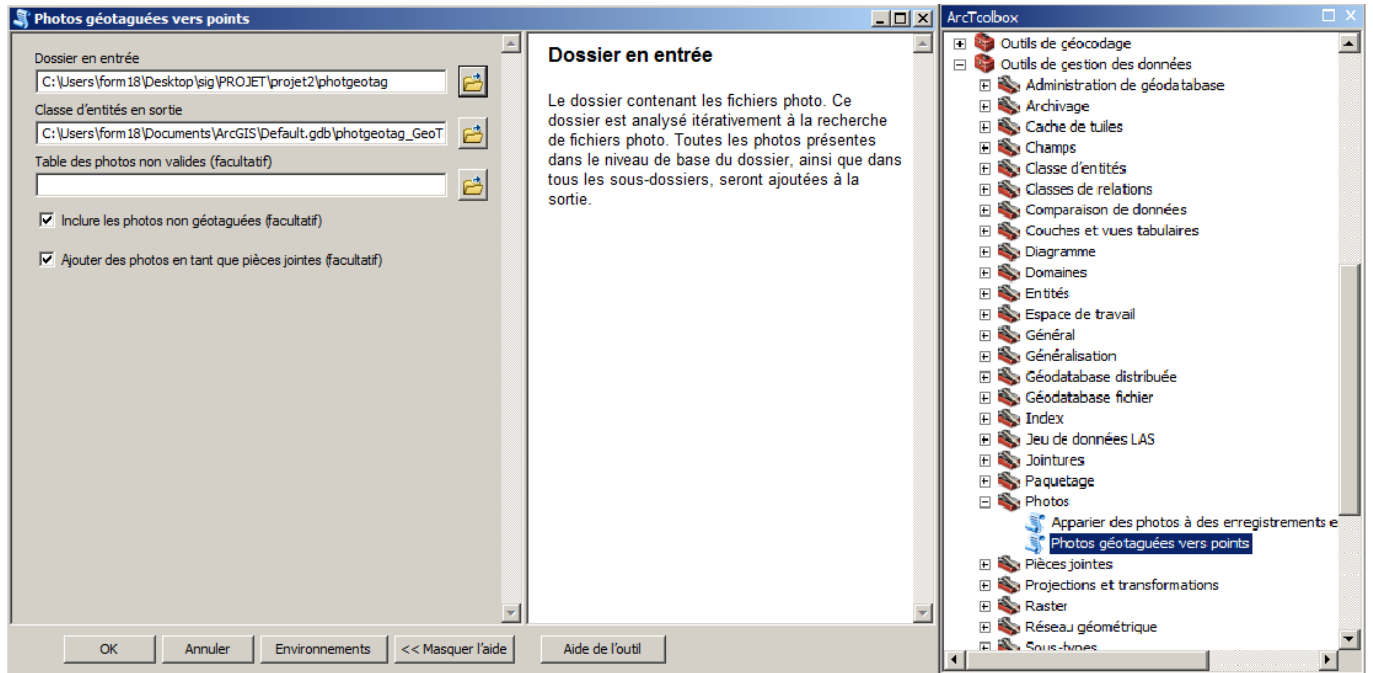 Photos géotaguées vers points
Dossier en entrée
C:\Users\form18\Desktop\sig\PROJET\projet2\photgeotag
Classe d'entités en sortie
C:\Users\form18\Documents\ArcGIS\Default.gdb\photgeotag_GeoT
Table des photos non valides (facultatif)
Inclure les photos non géotaguées (facultatif)
Ajouter des photos en tant que pièces jointes (facultatif)
OK
Annuler
Environnements
<< Masquer l'aide
Dossier en entrée
Le dossier contenant les fichiers photo. Ce
dossier est analysé itérativement à la recherche
de fichiers photo. Toutes les photos présentes
dans le niveau de base du dossier, ainsi que dans
tous les sous-dossiers, seront ajoutées à la
sortie.
Aide de l'outil
ArcToolbox
Outils de géocodage
Outils de gestion des données
Administration de géodatabase
Archivage
Cache de tuiles
Champs
Classe d'entités
Classes de relations
Comparaison de données
Couches et vues tabulaires
Diagramme
Domaines
Entités
Espace de travail
Général
Généralisation
Géodatabase distribuée
Géodatabase fichier
Index
Jeu de données LAS
Jointures
Paquetage
Photos
Apparier des photos à des enregistrements e
Photos géotaguées vers points
Pièces jointes
Projections et transformations
Raster
Réseau géométrique
Sous-types